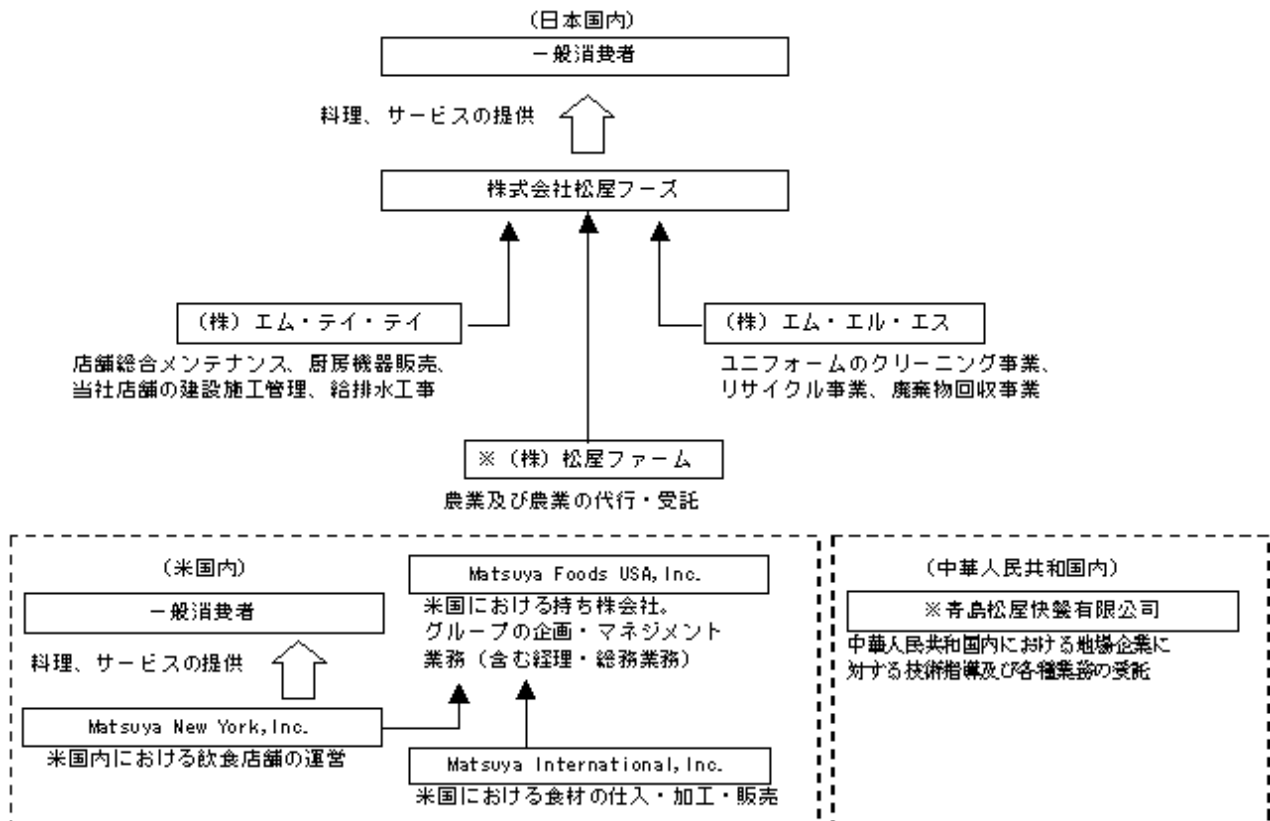 (日本国内)
一般消費者
料理、サービスの提供
株式会社松屋フーズ
(株) エム・テイ・テイ
店舗総合メンテナンス、厨房機器販売、
当社店舗の建設施工管理、給排水工事
(株) エム・エル・エス
ユニフォームのクリーニング事業、
リサイクル事業、廃棄物回収事業
※ (株) 松屋ファーム
農業及び農業の代行・受託
(米国内)
一般消費者
料理、サービスの提供
Matsuya New York,Inc.
米国内における飲食店舗の運営
Matsuya Foods USA,Inc.
米国における持ち株会社。
グループの企画・マネジメント
業務(含む経理・総務業務)
Matsuya International,Inc.
米国における食材の仕入・加工・販売
(中華人民共和国内)
※青島松屋快餐有限公司
中華人民共和国内における地場企業に
対する技術指導及び各種業務の受託